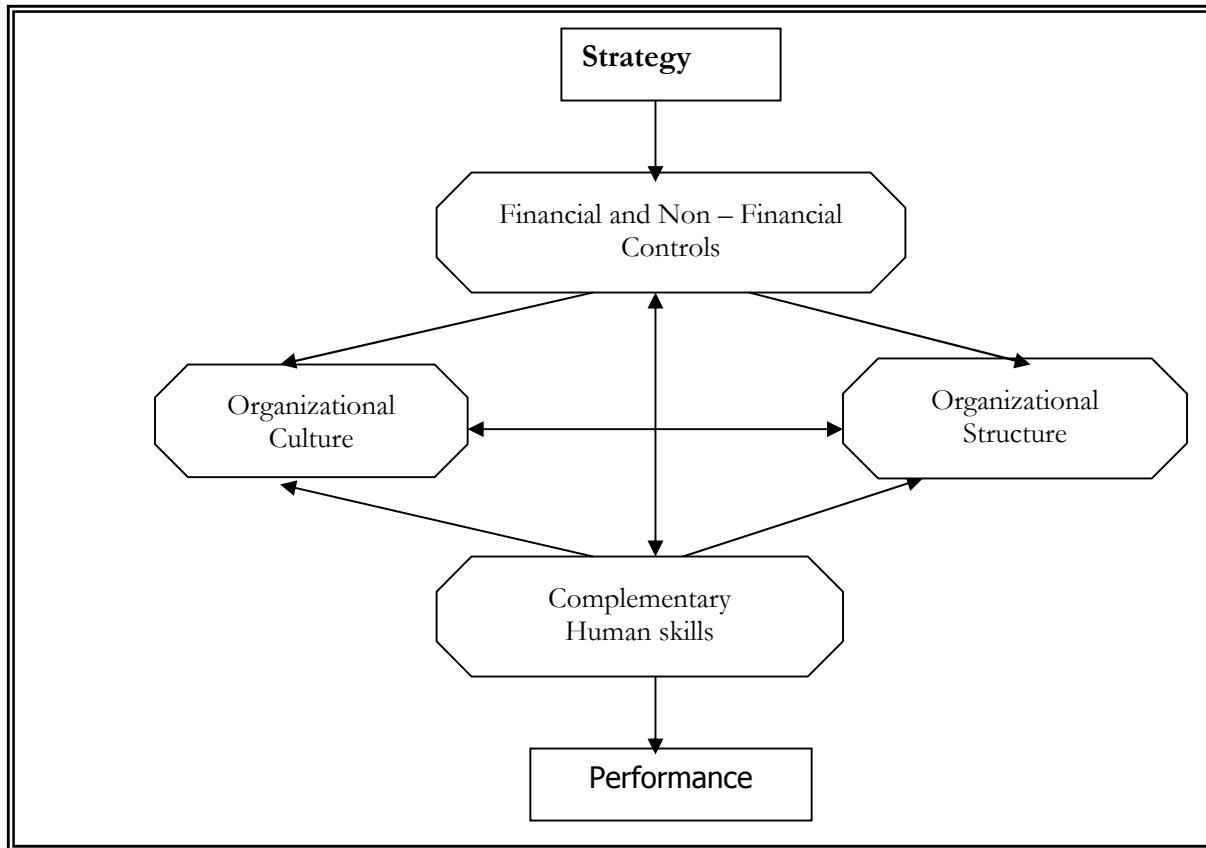 Strategy
Financial and Non – Financial
Controls
Organizational
Culture
Organizational
Structure
Complementary
Human skills
Performance